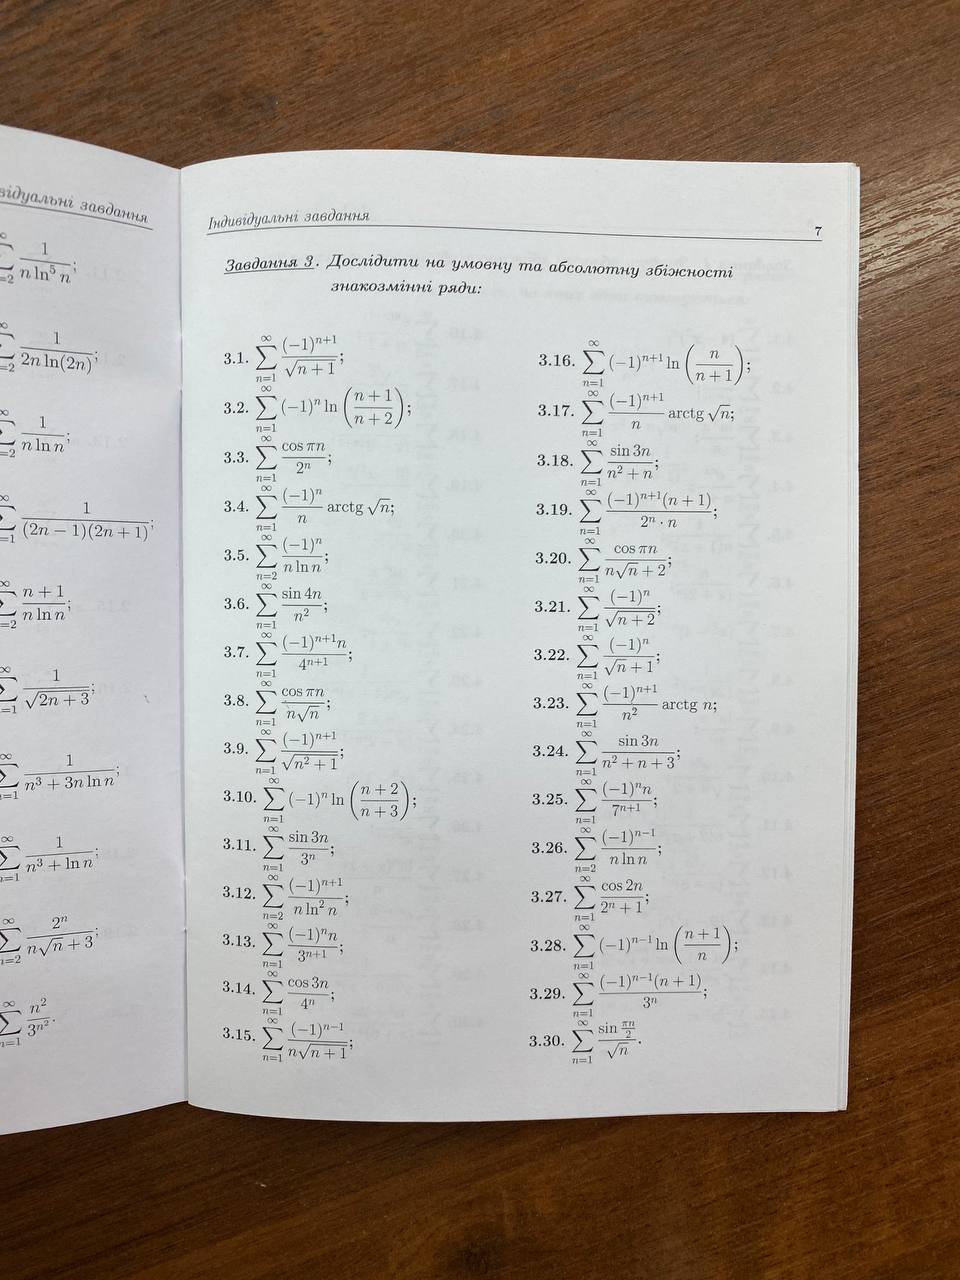 відуальні завдання
\sum_{n=2}^{\infty} \frac{1}{n \ln^5 n};
\sum_{n=2}^{\infty} \frac{1}{2n \ln(2n)};
\sum_{n=2}^{\infty} \frac{1}{n \ln n};
\sum_{n=1}^{\infty} \frac{1}{(2n-1)(2n+1)};
\sum_{n=2}^{\infty} \frac{n+1}{n \ln n};
\sum_{n=1}^{\infty} \frac{1}{\sqrt{2n+3}};
\sum_{n=1}^{\infty} \frac{1}{n^3+3n \ln n};
\sum_{n=1}^{\infty} \frac{1}{n^3+\ln n};
\sum_{n=2}^{\infty} \frac{2^n}{n\sqrt{n}+3};
\sum_{n=1}^{\infty} \frac{n^2}{3^{n^2}}.
Індивідуальні завдання
7
Завдання 3. Дослідити на умовну та абсолютну збіжності
знакозмінні ряди:
3.1. \sum_{n=1}^{\infty} \frac{(-1)^{n+1}}{\sqrt{n+1}};
3.2. \sum_{n=1}^{\infty} (-1)^n \ln\left(\frac{n+1}{n+2}\right);
3.3. \sum_{n=1}^{\infty} \frac{\cos \pi n}{2^n};
3.4. \sum_{n=1}^{\infty} \frac{(-1)^n}{n} arctg \sqrt{n};
3.5. \sum_{n=2}^{\infty} \frac{(-1)^n}{n \ln n};
3.6. \sum_{n=1}^{\infty} \frac{\sin 4n}{n^2};
3.7. \sum_{n=1}^{\infty} \frac{(-1)^{n+1}n}{4^{n+1}};
3.8. \sum_{n=1}^{\infty} \frac{\cos \pi n}{n\sqrt{n}};
3.9. \sum_{n=1}^{\infty} \frac{(-1)^{n+1}}{\sqrt{n^2+1}};
3.10. \sum_{n=1}^{\infty} (-1)^n \ln\left(\frac{n+2}{n+3}\right);
3.11. \sum_{n=1}^{\infty} \frac{\sin 3n}{3^n};
3.12. \sum_{n=2}^{\infty} \frac{(-1)^{n+1}}{n \ln^2 n};
3.13. \sum_{n=1}^{\infty} \frac{(-1)^n n}{3^{n+1}};
3.14. \sum_{n=1}^{\infty} \frac{\cos 3n}{4^n};
3.15. \sum_{n=1}^{\infty} \frac{(-1)^{n-1}}{n\sqrt{n+1}};
3.16. \sum_{n=1}^{\infty} (-1)^{n+1} \ln\left(\frac{n}{n+1}\right);
3.17. \sum_{n=1}^{\infty} \frac{(-1)^{n+1}}{n} arctg \sqrt{n};
3.18. \sum_{n=1}^{\infty} \frac{\sin 3n}{n^2+n};
3.19. \sum_{n=1}^{\infty} \frac{(-1)^{n+1}(n+1)}{2^n \cdot n};
3.20. \sum_{n=1}^{\infty} \frac{\cos \pi n}{n\sqrt{n}+2};
3.21. \sum_{n=1}^{\infty} \frac{(-1)^n}{\sqrt{n+2}};
3.22. \sum_{n=1}^{\infty} \frac{(-1)^n}{\sqrt{n}+1};
3.23. \sum_{n=1}^{\infty} \frac{(-1)^{n+1}}{n^2} arctg n;
3.24. \sum_{n=1}^{\infty} \frac{\sin 3n}{n^2+n+3};
3.25. \sum_{n=1}^{\infty} \frac{(-1)^n n}{7^{n+1}};
3.26. \sum_{n=2}^{\infty} \frac{(-1)^{n-1}}{n \ln n};
3.27. \sum_{n=1}^{\infty} \frac{\cos 2n}{2^n+1};
3.28. \sum_{n=1}^{\infty} (-1)^{n-1} \ln\left(\frac{n+1}{n}\right);
3.29. \sum_{n=1}^{\infty} \frac{(-1)^{n-1}(n+1)}{3^n};
3.30. \sum_{n=1}^{\infty} \frac{\sin \frac{\pi n}{2}}{\sqrt{n}}.